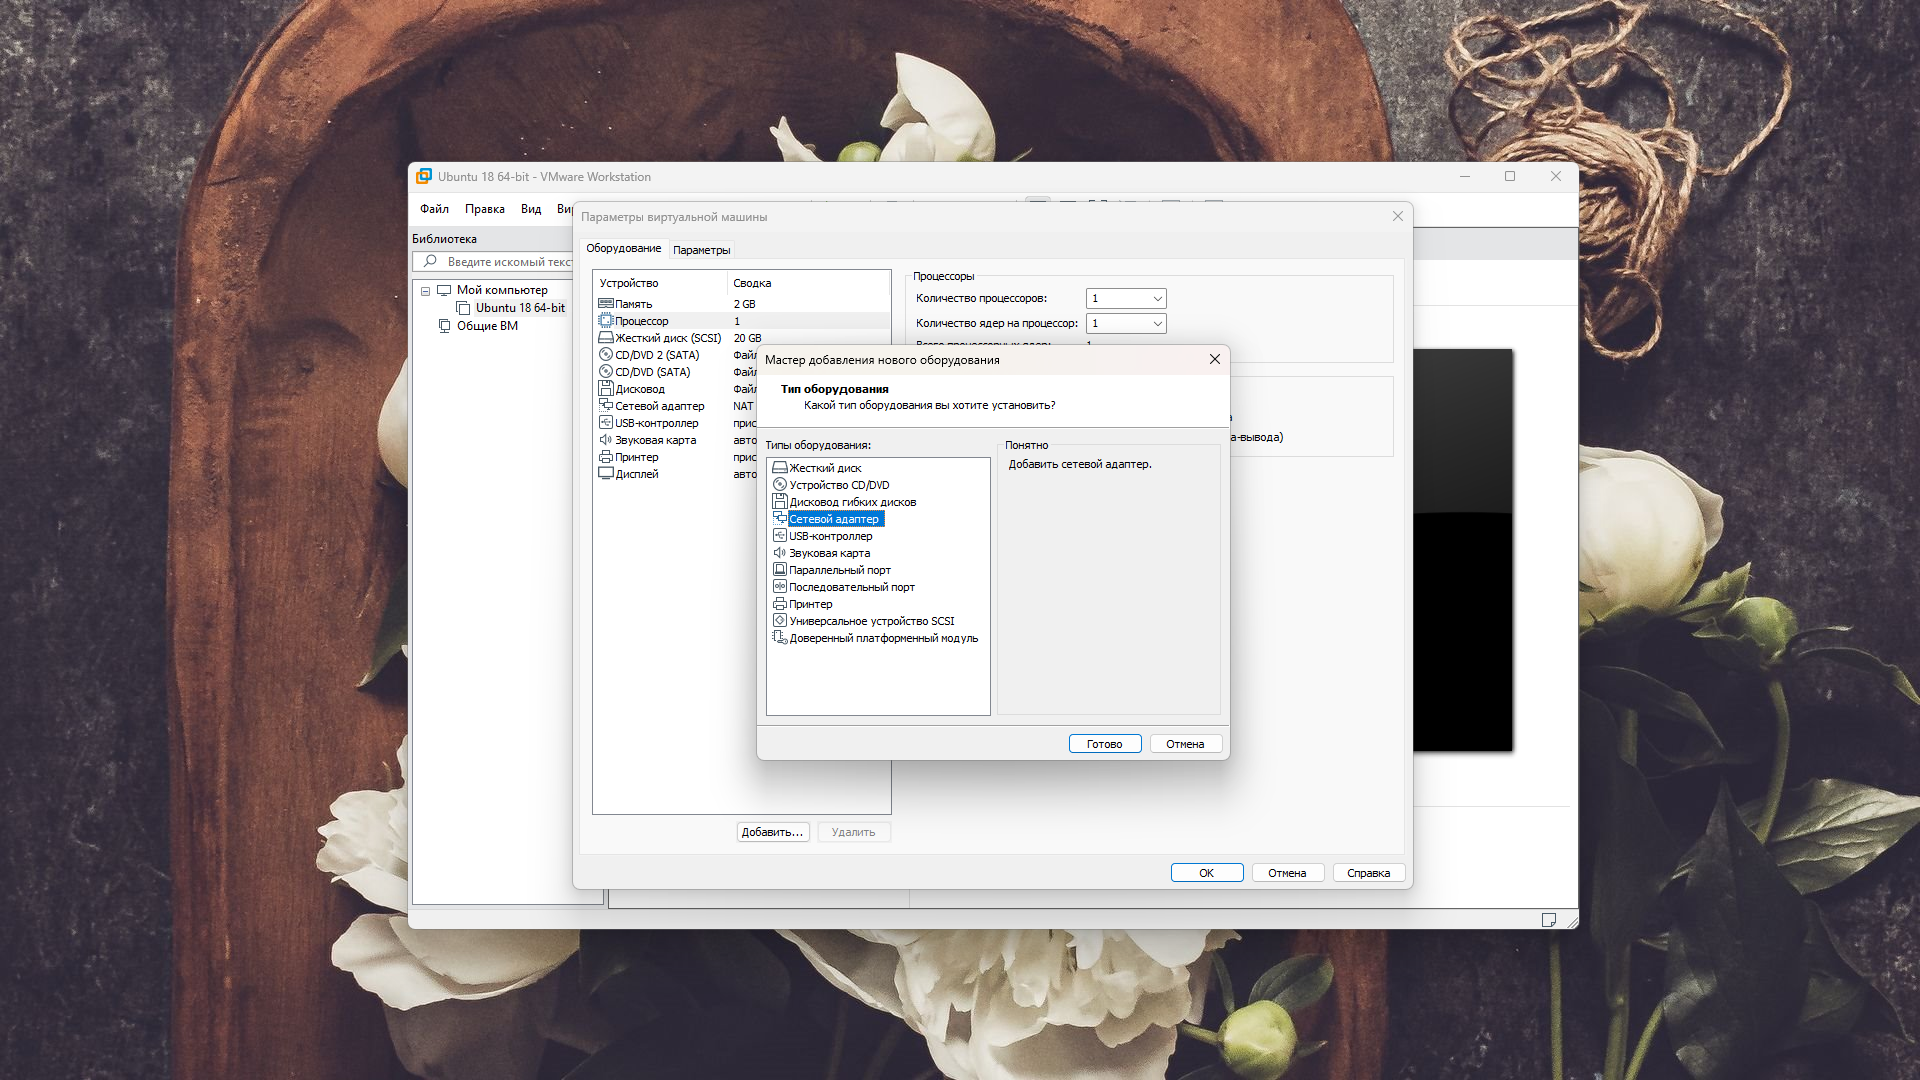 Ubuntu 18 64-bit - VMware Workstation
Файл Правка Вид
Параметры виртуальной машины
Библиотека
Оборудование Параметры
Введите искомый текс
Устройство Сводка
Процессоры
Мой компьютер
Ubuntu 18 64-bit
Общие ВМ
Память 2 GB
Процессор 1
Жесткий диск (SCSI) 20 GB
CD/DVD 2 (SATA) Файл
CD/DVD (SATA) Файл
Дисковод Файл
Сетевой адаптер NAT
USB-контроллер прис
Звуковая карта авто
Принтер прис
Дисплей авто
Количество процессоров: 1
Количество ядер на процессор: 1
а-вывода)
Мастер добавления нового оборудования
Тип оборудования
Какой тип оборудования вы хотите установить?
Типы оборудования:
Жесткий диск
Устройство CD/DVD
Дисковод гибких дисков
Сетевой адаптер
USB-контроллер
Звуковая карта
Параллельный порт
Последовательный порт
Принтер
Универсальное устройство SCSI
Доверенный платформенный модуль
Понятно
Добавить сетевой адаптер.
Готово Отмена
Добавить... Удалить
OK Отмена Справка